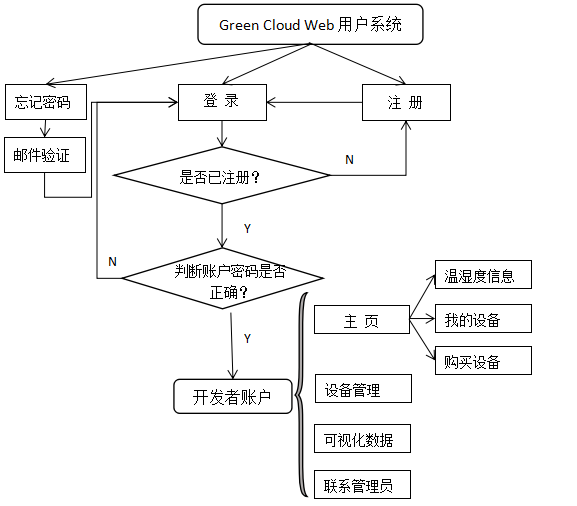 Green Cloud Web 用户系统
忘记密码
登 录
注 册
邮件验证
是否已注册？
N
Y
N
判断账户密码是否
正确？
Y
开发者账户
主 页
温湿度信息
我的设备
购买设备
设备管理
可视化数据
联系管理员